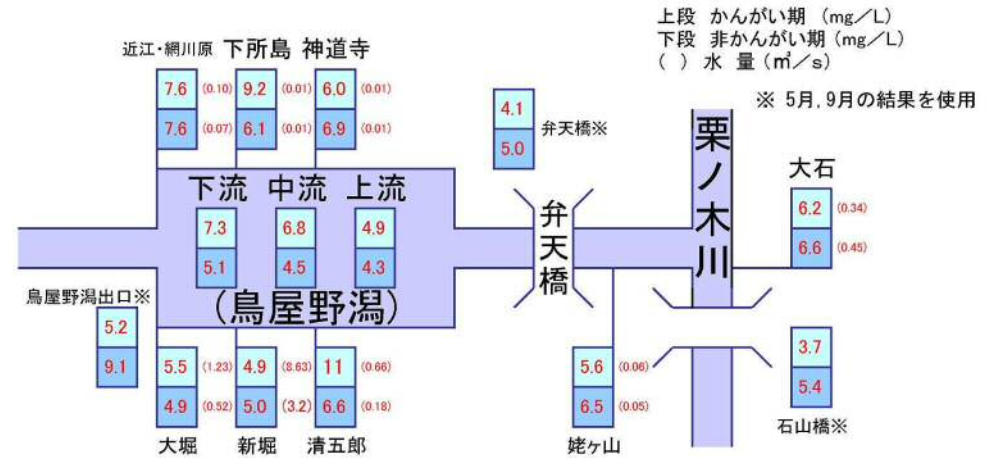 上段 かんがい期 (mg/L)
下段 非かんがい期 (mg/L)
( ) 水 量 (㎥/s)
※ 5月,9月の結果を使用
近江・網川原 下所島 神道寺
7.6 (0.10) 9.2 (0.01) 6.0 (0.01)
7.6 (0.07) 6.1 (0.01) 6.9 (0.01)
4.1
5.0
弁天橋※
栗ノ木川
大石
6.2 (0.34)
6.6 (0.45)
下流 中流 上流
7.3 6.8 4.9
5.1 4.5 4.3
(鳥屋野潟)
弁天橋
鳥屋野潟出口※
5.2
9.1
5.5 (1.23) 4.9 (8.63) 11 (0.66)
4.9 (0.52) 5.0 (3.2) 6.6 (0.18)
大堀 新堀 清五郎
5.6 (0.06)
6.5 (0.05)
姥ヶ山
3.7
5.4
石山橋※